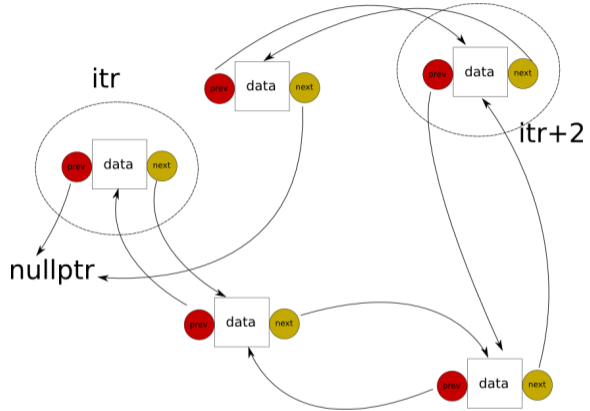 itr
prev
data
next
prev
data
next
itr+2
prev
data
next
nullptr
prev
data
next
prev
data
next